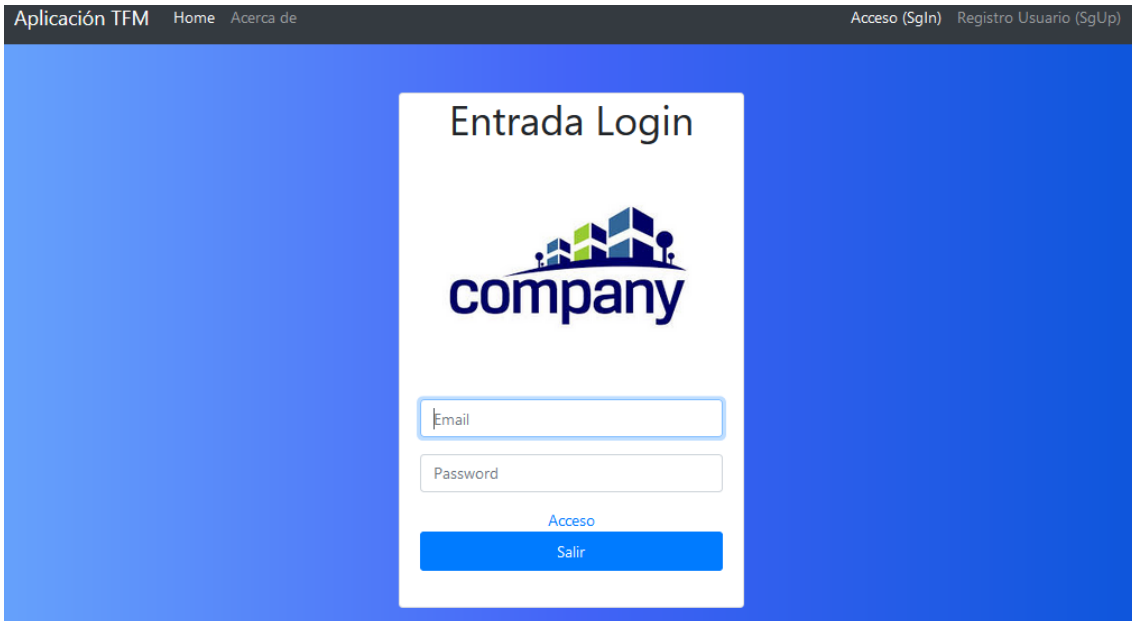 Aplicación TFM Home Acerca de Acceso (SgIn) Registro Usuario (SgUp)
Entrada Login
company
Email
Password
Acceso
Salir